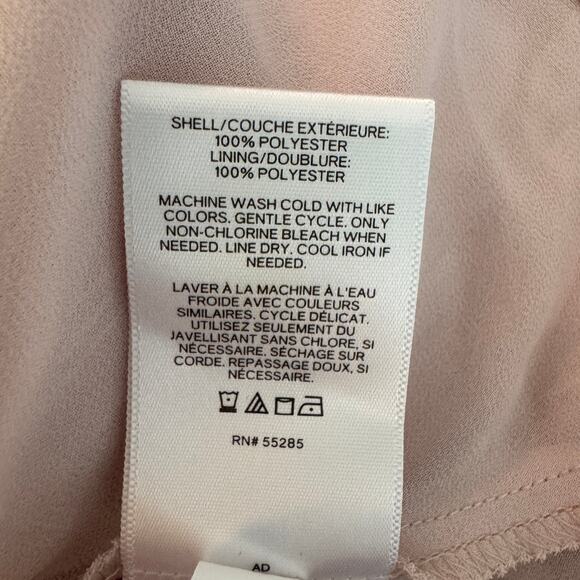 SHELL/COUCHE EXTÉRIEURE:
100% POLYESTER
LINING/DOUBLURE:
100% POLYESTER
MACHINE WASH COLD WITH LIKE
COLORS. GENTLE CYCLE. ONLY
NON-CHLORINE BLEACH WHEN
NEEDED. LINE DRY. COOL IRON IF
NEEDED.
LAVER À LA MACHINE À L'EAU
FROIDE AVEC COULEURS
SIMILAIRES. CYCLE DÉLICAT.
UTILISEZ SEULEMENT DU
JAVELLISANT SANS CHLORE, SI
NÉCESSAIRE. SÉCHAGE SUR
CORDE. REPASSAGE DOUX, SI
NÉCESSAIRE.
RN# 55285
AD